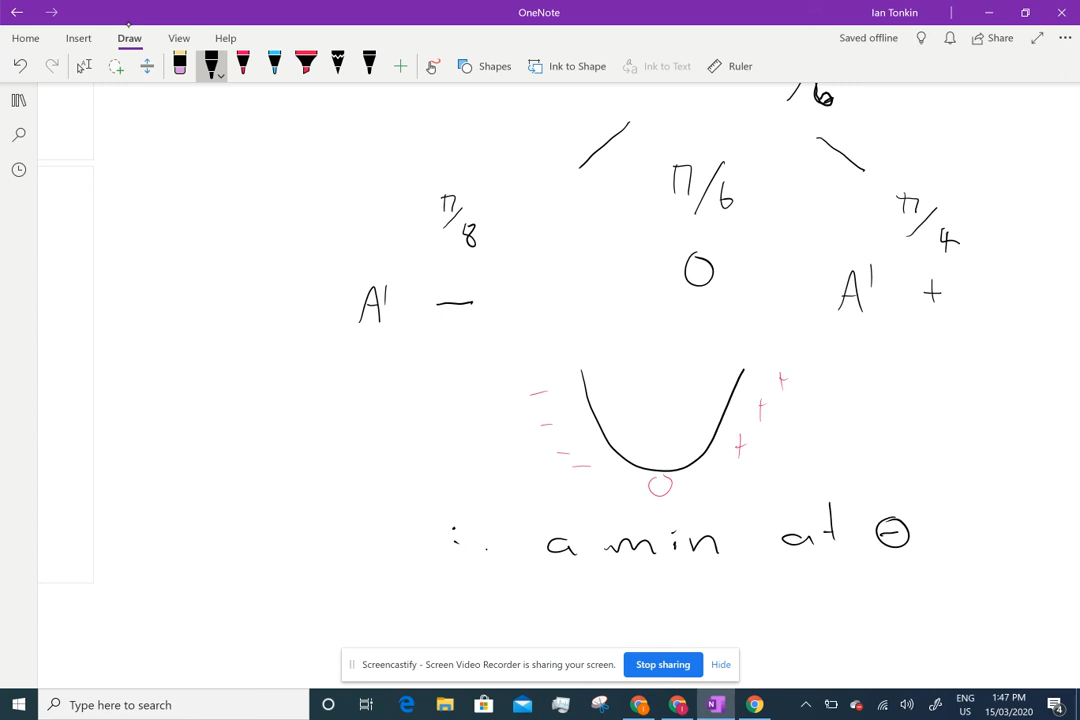 OneNote
Ian Tonkin
Home Insert Draw View Help
Saved offline
Share
Shapes
Ink to Shape
Ink to Text
Ruler
/6
π/8
π/6
π/4
A' —
0
A' +
− − − −
+ + +
0
∴ a min at θ
Screencastify - Screen Video Recorder is sharing your screen.
Stop sharing
Hide
Type here to search
ENG
US
1:47 PM
15/03/2020
4